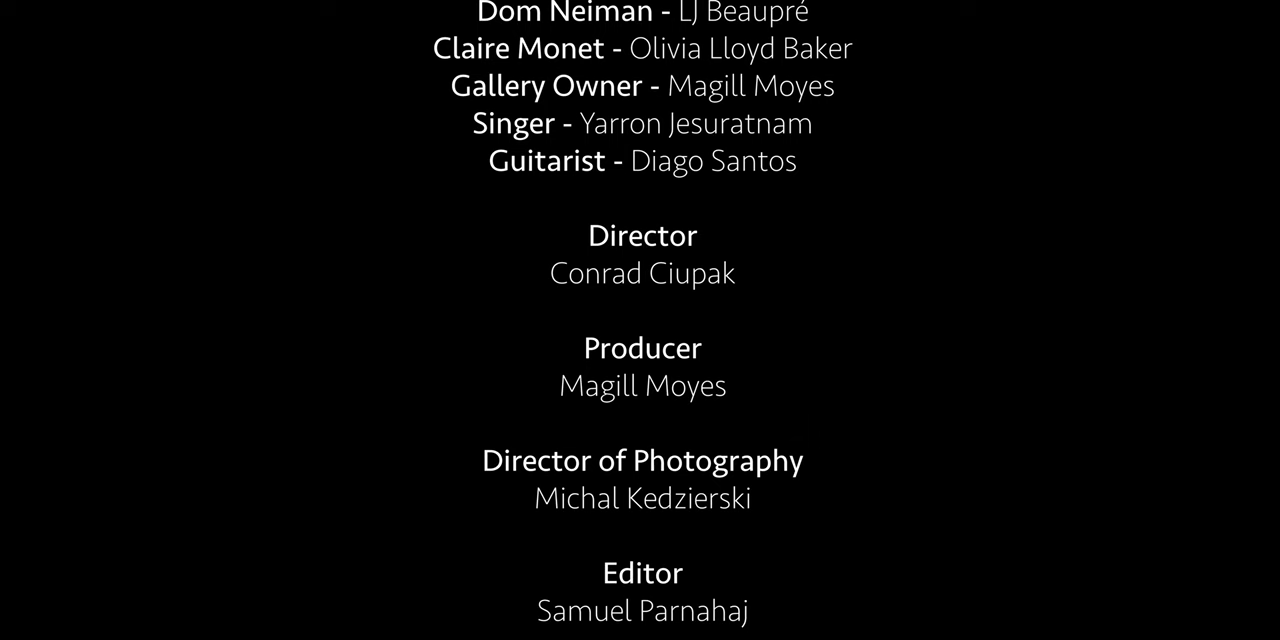 Dom Neiman - LJ Beaupré
Claire Monet - Olivia Lloyd Baker
Gallery Owner - Magill Moyes
Singer - Yarron Jesuratnam
Guitarist - Diago Santos
Director
Conrad Ciupak
Producer
Magill Moyes
Director of Photography
Michal Kedzierski
Editor
Samuel Parnahaj